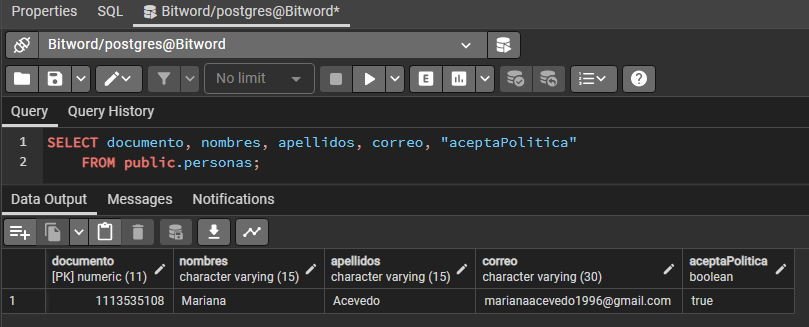 Properties SQL Bitword/postgres@Bitword*
Bitword/postgres@Bitword
No limit E
Query Query History
1 SELECT documento, nombres, apellidos, correo, "aceptaPolitica"
2 FROM public.personas;
Data Output Messages Notifications
documento nombres apellidos correo aceptaPolitica
[PK] numeric (11) character varying (15) character varying (15) character varying (30) boolean
1 1113535108 Mariana Acevedo marianaacevedo1996@gmail.com true